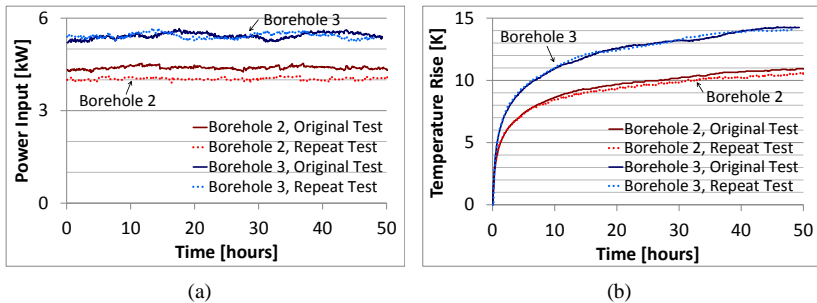 6
3
0
0
10
20
30
40
50
Power Input [kW]
Time [hours]
Borehole 3
Borehole 2
Borehole 2, Original Test
Borehole 2, Repeat Test
Borehole 3, Original Test
Borehole 3, Repeat Test
(a)
15
10
5
0
0
10
20
30
40
50
Temperature Rise [K]
Time [hours]
Borehole 3
Borehole 2
Borehole 2, Original Test
Borehole 2, Repeat Test
Borehole 3, Original Test
Borehole 3, Repeat Test
(b)